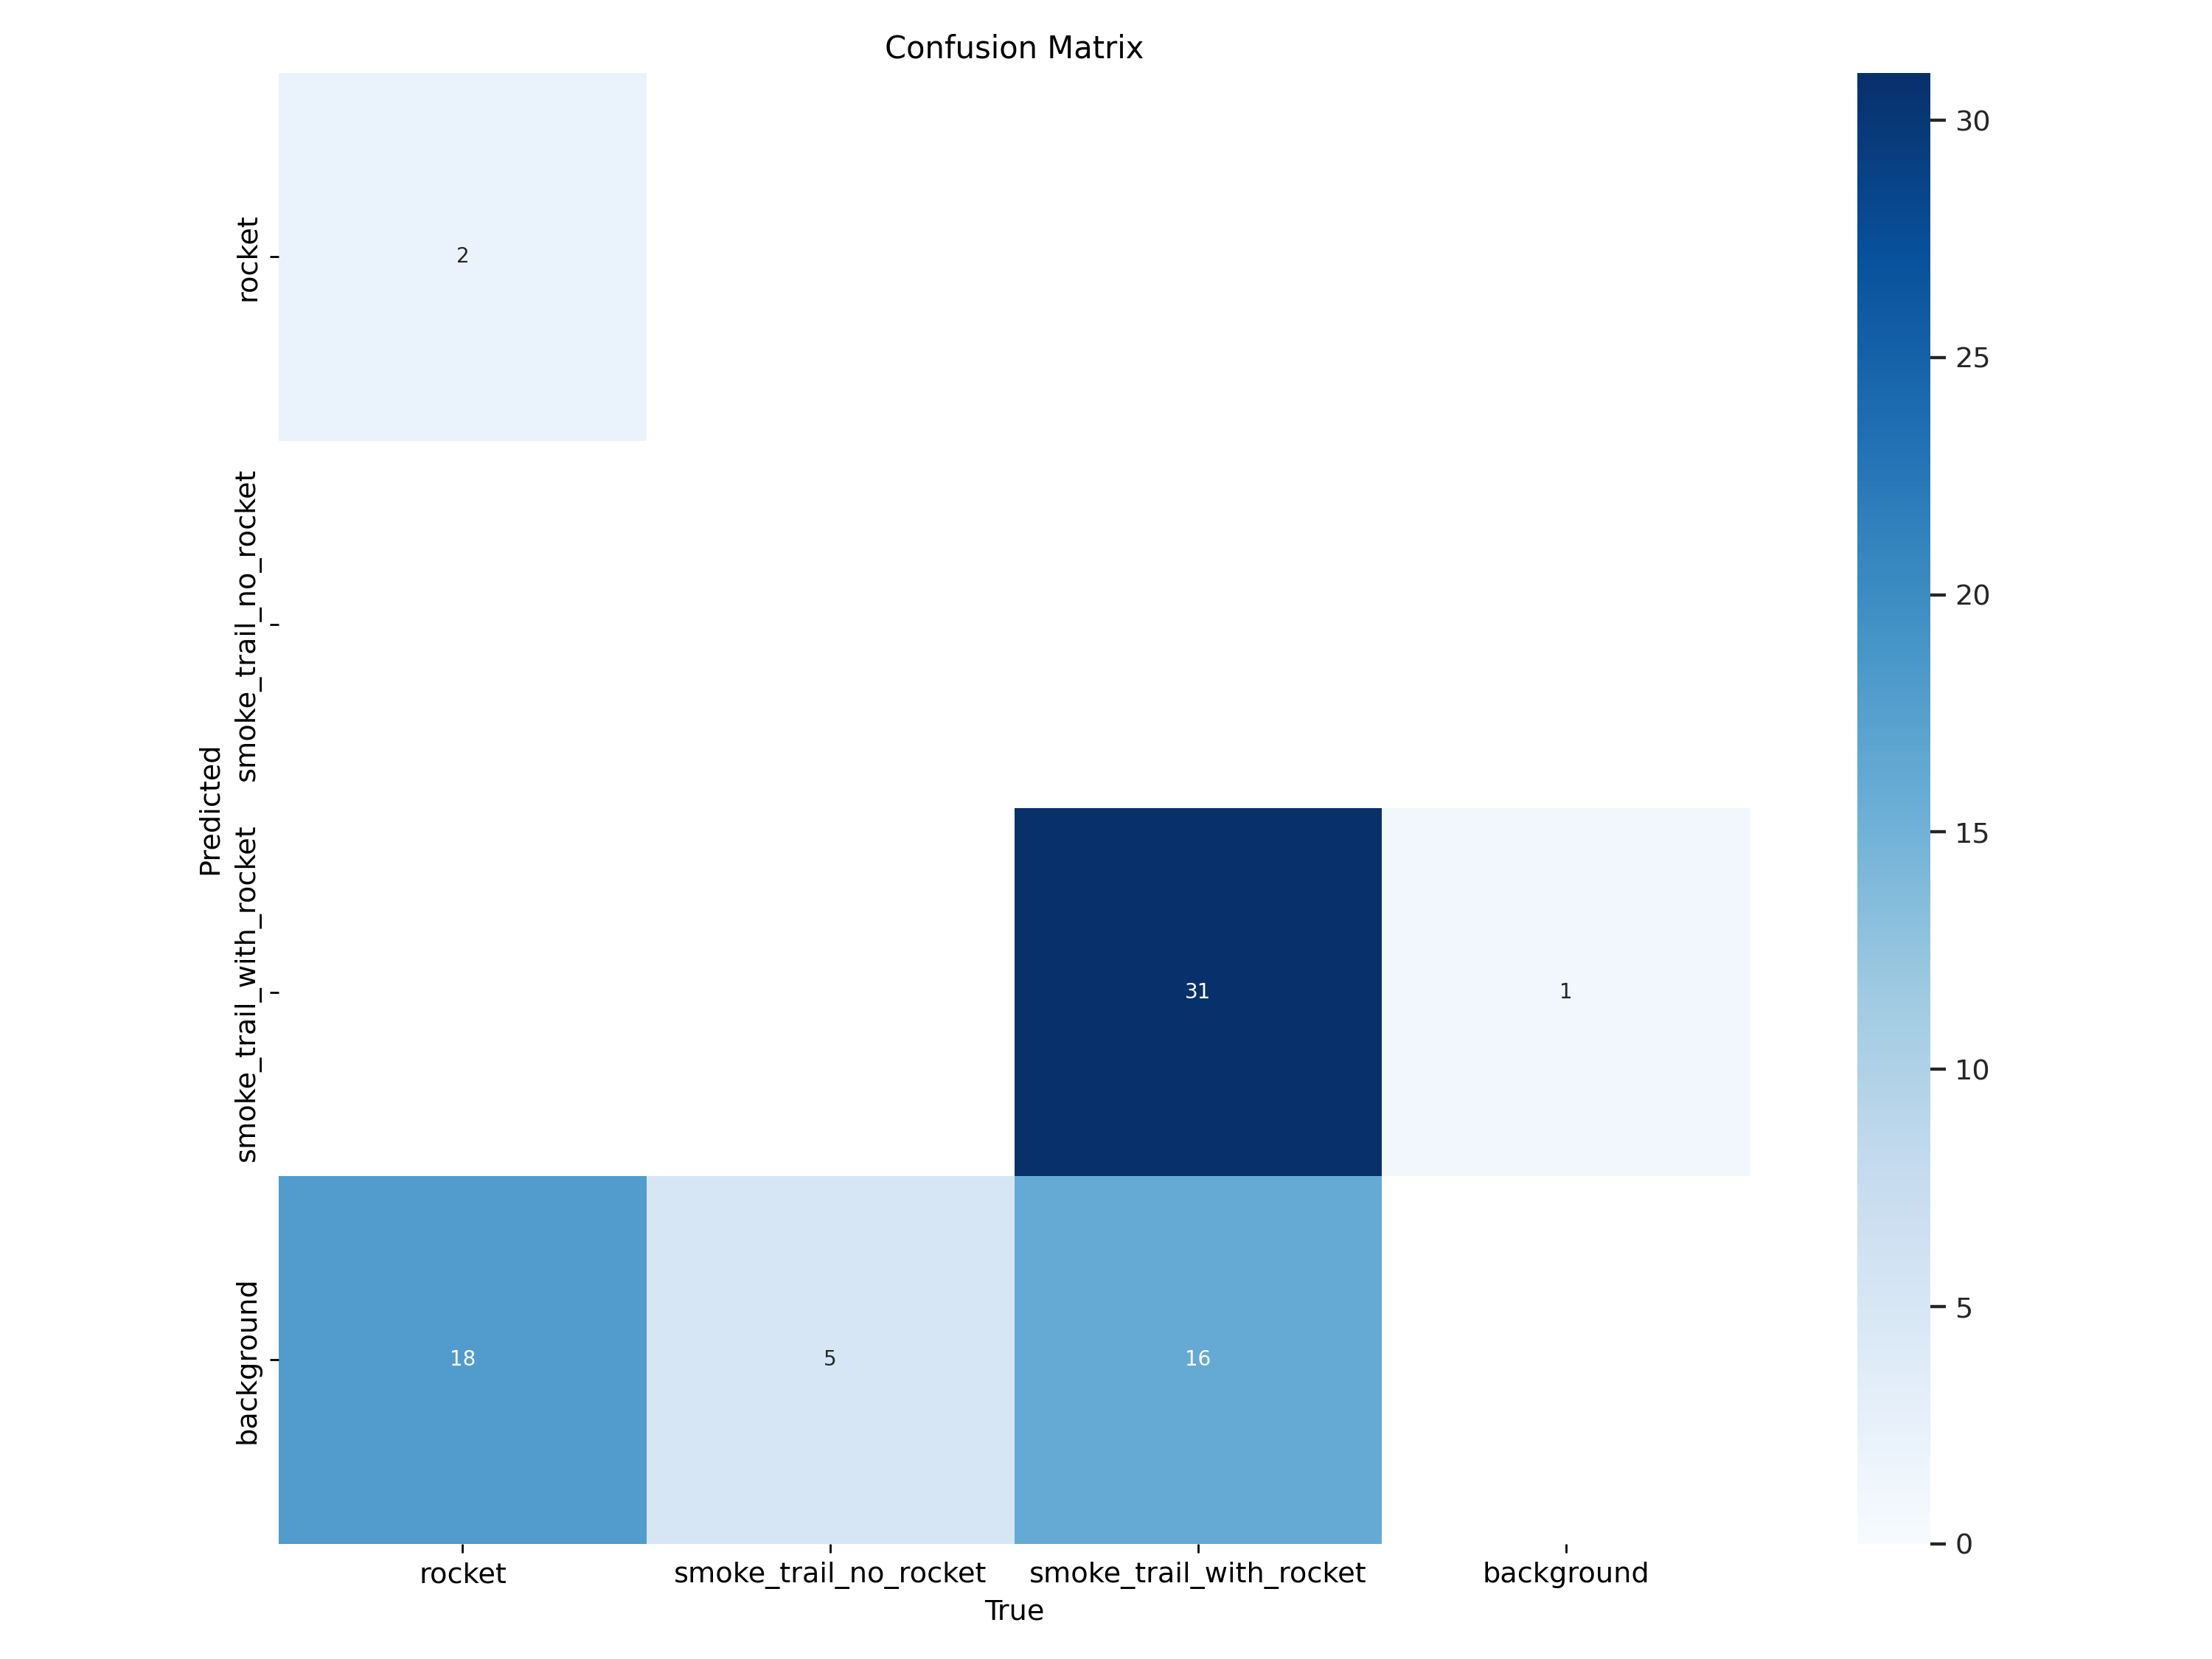 Confusion Matrix
Predicted
rocket
smoke_trail_no_rocket
smoke_trail_with_rocket
background
2
31
1
18
5
16
rocket
smoke_trail_no_rocket
smoke_trail_with_rocket
background
True
30
25
20
15
10
5
0